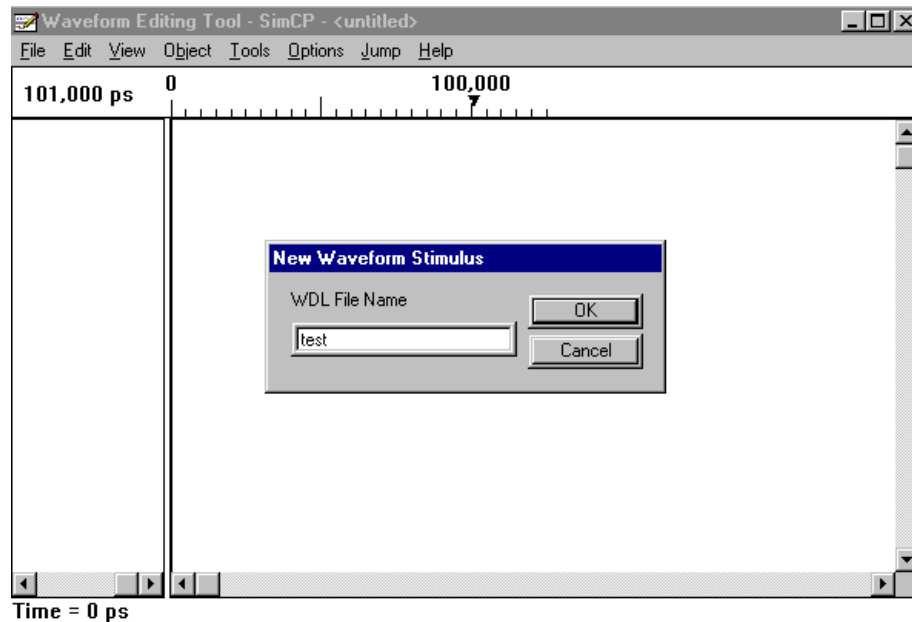 Waveform Editing Tool - SimCP - <untitled>
File Edit View Object Tools Options Jump Help
101,000 ps 0 100,000
New Waveform Stimulus
WDL File Name
OK
test
Cancel
Time = 0 ps